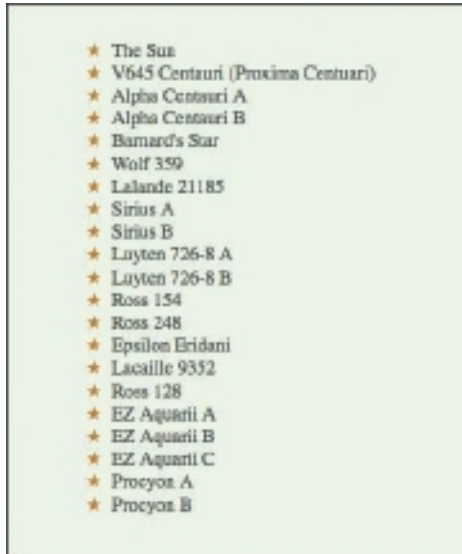 The Sun
V645 Centauri (Proxima Centuari)
Alpha Centauri A
Alpha Centauri B
Barnard's Star
Wolf 359
Lalande 21185
Sirius A
Sirius B
Luyten 726-8 A
Luyten 726-8 B
Ross 154
Ross 248
Epsilon Eridani
Lacaille 9352
Ross 128
EZ Aquarii A
EZ Aquarii B
EZ Aquarii C
Procyon A
Procyon B